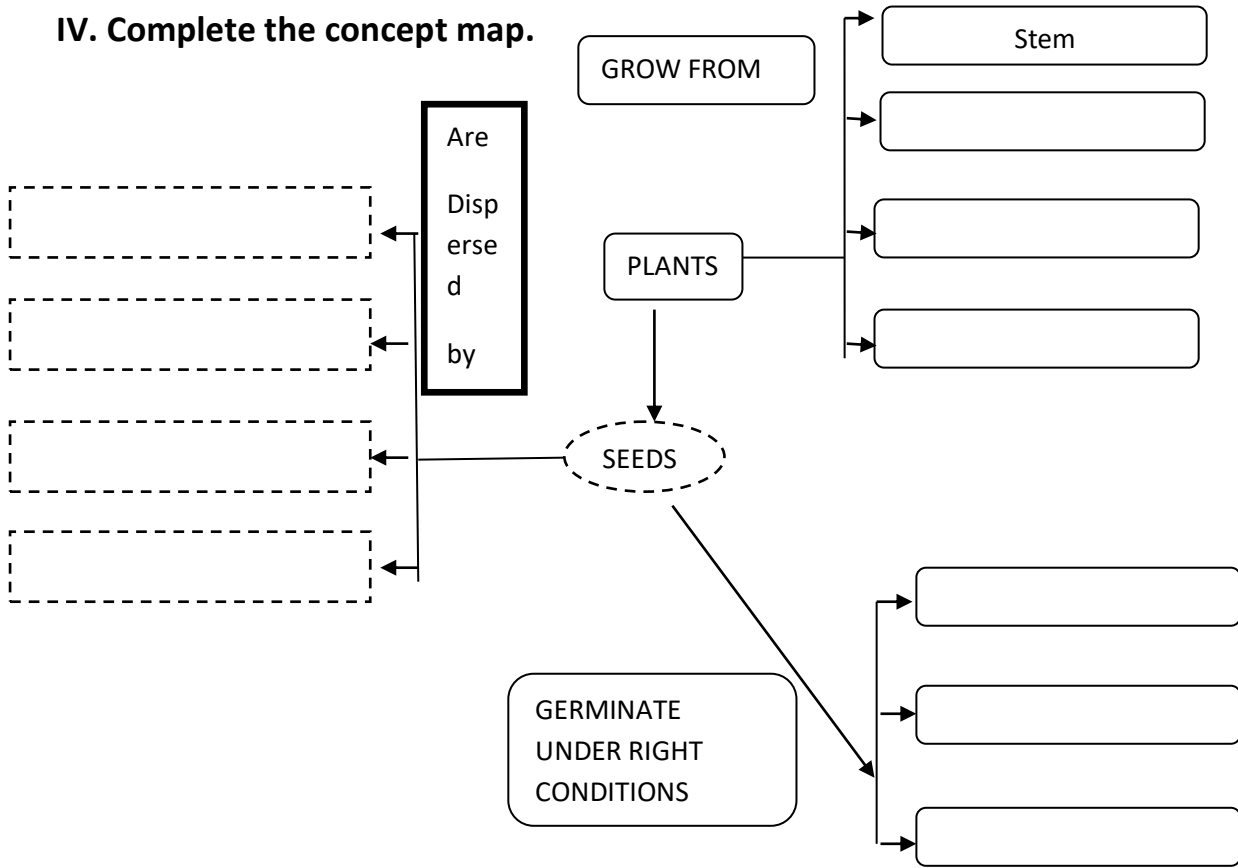 IV. Complete the concept map.
GROW FROM
Stem
Are
Disp
erse
d
by
PLANTS
SEEDS
GERMINATE
UNDER RIGHT
CONDITIONS